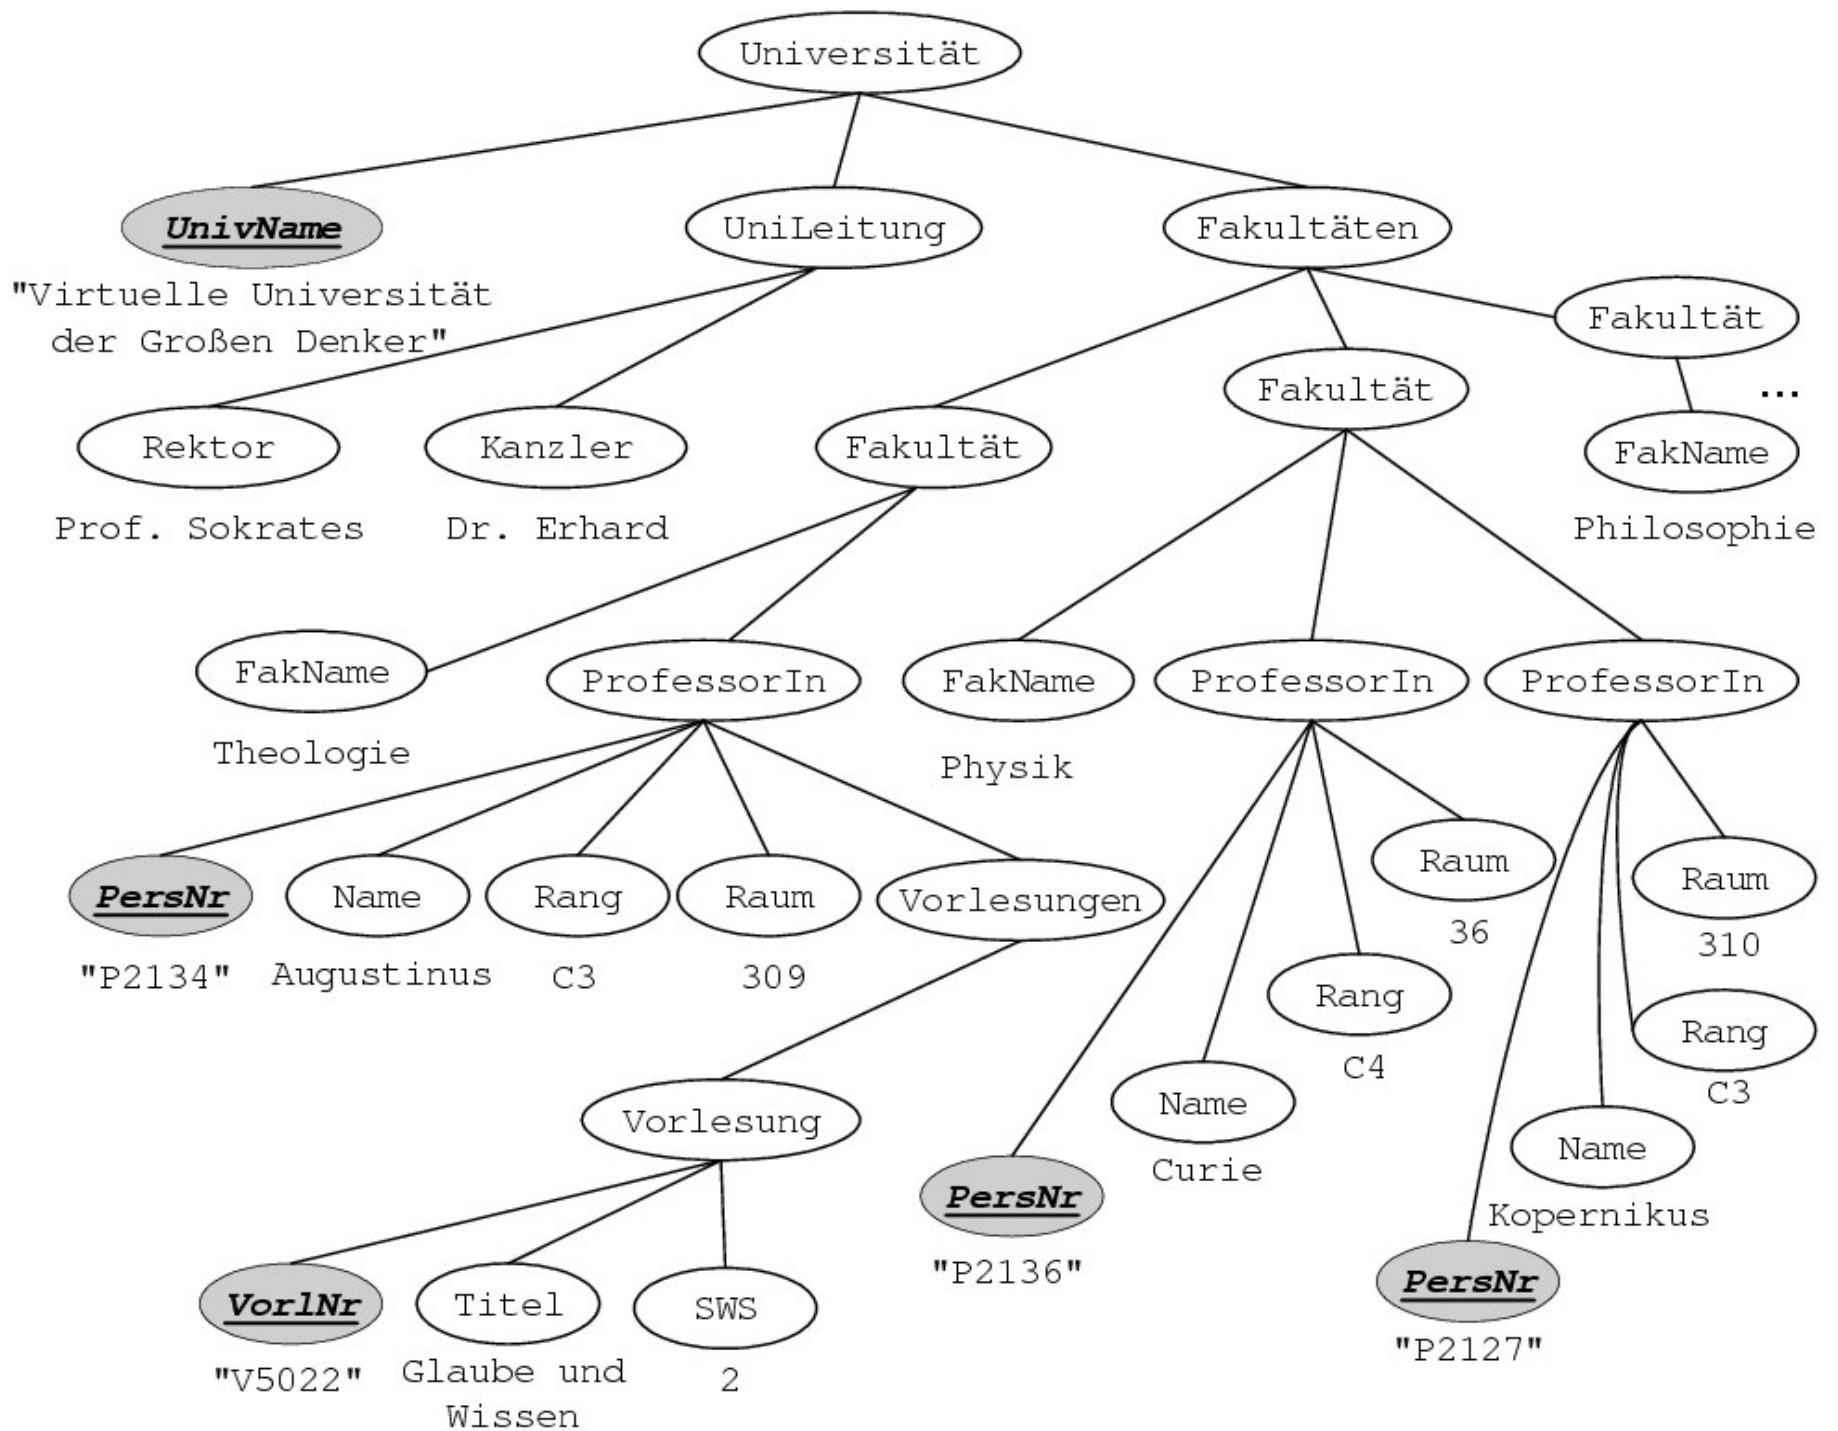 Universität
UnivName
UniLeitung
Fakultäten
"Virtuelle Universität
der Großen Denker"
Fakultät
Fakultät
...
Rektor
Kanzler
Fakultät
FakName
Prof. Sokrates
Dr. Erhard
Philosophie
FakName
ProfessorIn
FakName
ProfessorIn
ProfessorIn
Theologie
Physik
PersNr
Name
Rang
Raum
Vorlesungen
Raum
Raum
"P2134"
Augustinus
C3
309
36
310
Rang
Rang
C4
C3
Vorlesung
Name
Name
Curie
PersNr
Kopernikus
"P2136"
PersNr
"P2127"
VorlNr
Titel
SWS
"V5022"
Glaube und
Wissen
2